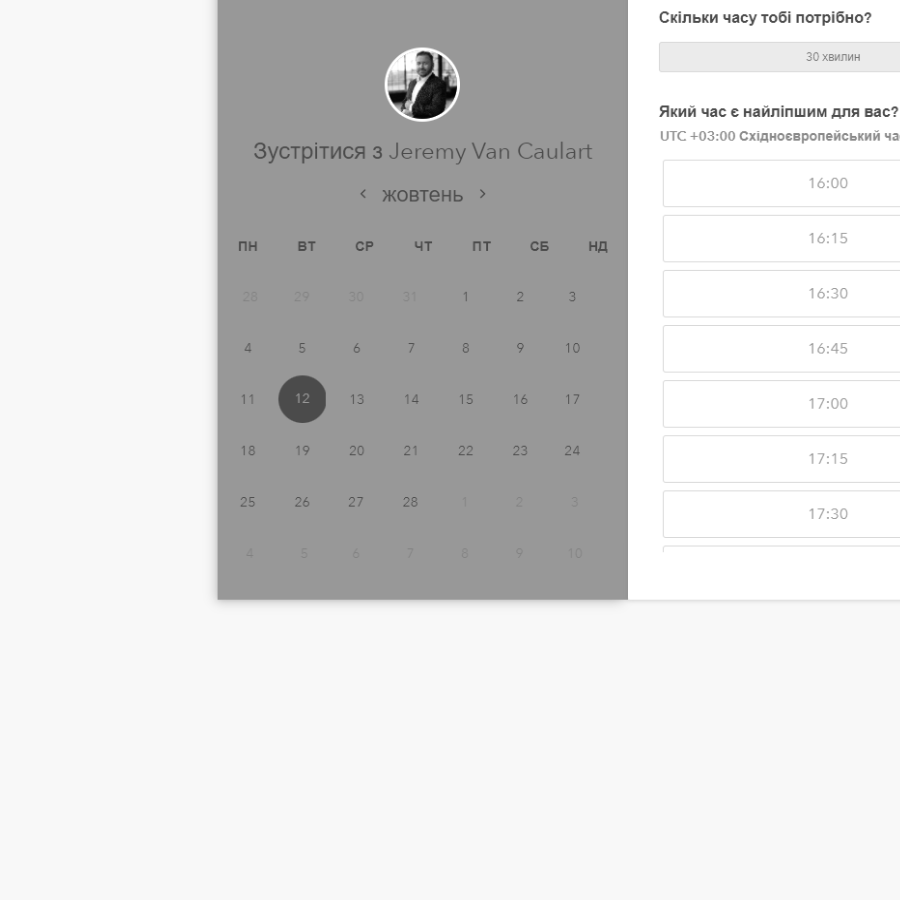 Зустрітися з Jeremy Van Caulart
жовтень
ПН ВТ СР ЧТ ПТ СБ НД
28 29 30 31 1 2 3
4 5 6 7 8 9 10
11 12 13 14 15 16 17
18 19 20 21 22 23 24
25 26 27 28 1 2 3
4 5 6 7 8 9 10
Скільки часу тобі потрібно?
30 хвилин
Який час є найліпшим для вас?
UTC +03:00 Східноєвропейський
16:00
16:15
16:30
16:45
17:00
17:15
17:30